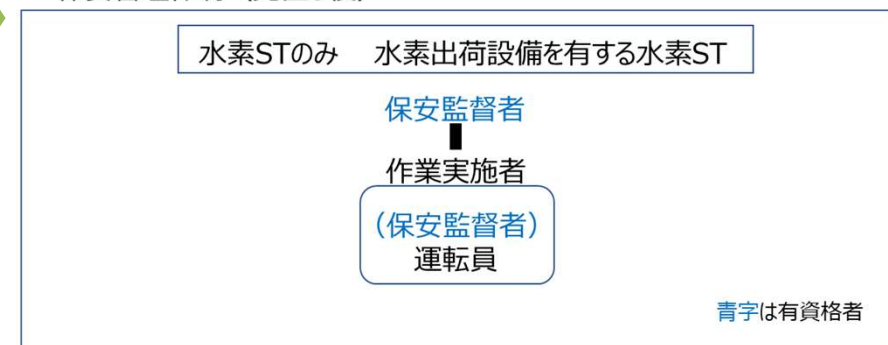 水素STのみ 水素出荷設備を有する水素ST
保安監督者
作業実施者
(保安監督者)
運転員
青字は有資格者